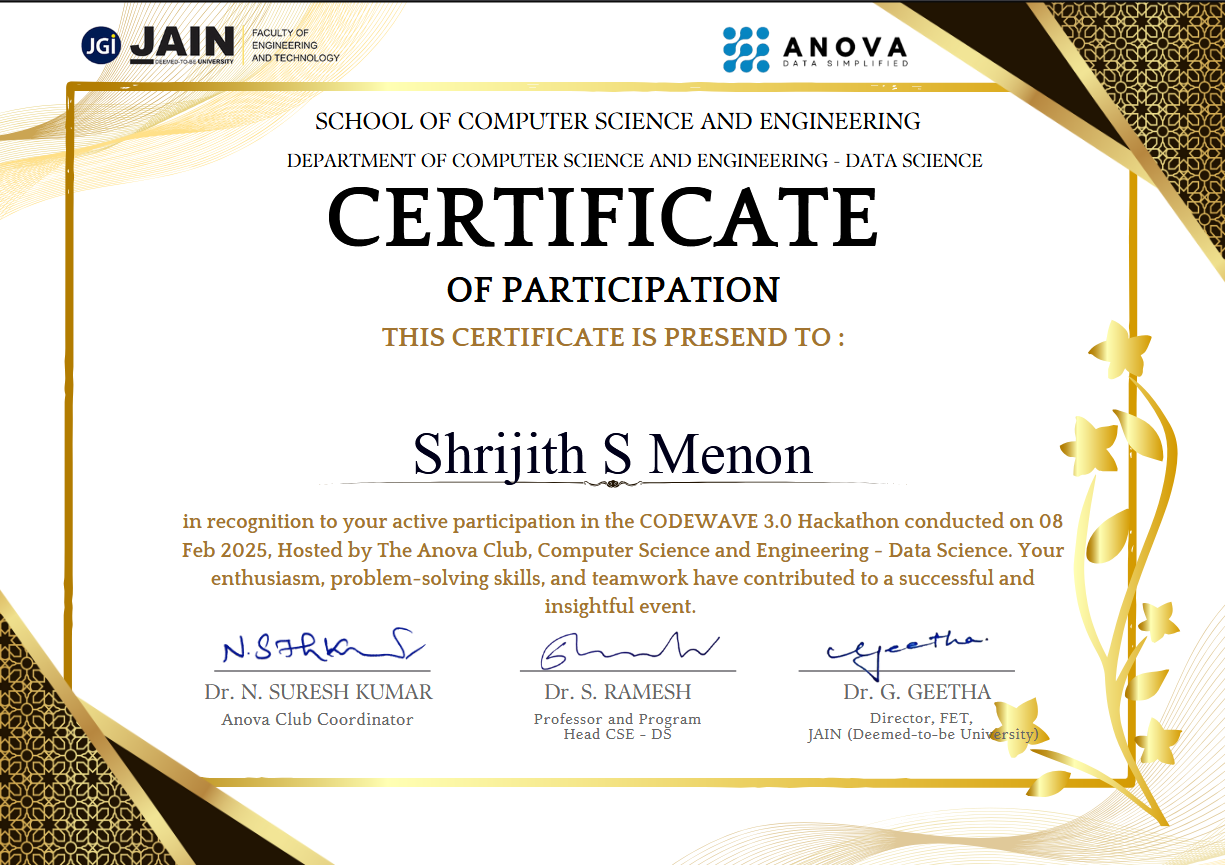 JGi JAIN
DEEMED-TO-BE UNIVERSITY
FACULTY OF
ENGINEERING
AND TECHNOLOGY
ANOVA
DATA SIMPLIFIED
SCHOOL OF COMPUTER SCIENCE AND ENGINEERING
DEPARTMENT OF COMPUTER SCIENCE AND ENGINEERING - DATA SCIENCE
CERTIFICATE
OF PARTICIPATION
THIS CERTIFICATE IS PRESEND TO :
Shrijith S Menon
in recognition to your active participation in the CODEWAVE 3.0 Hackathon conducted on 08
Feb 2025, Hosted by The Anova Club, Computer Science and Engineering - Data Science. Your
enthusiasm, problem-solving skills, and teamwork have contributed to a successful and
insightful event.
Geetha.
Dr. N. SURESH KUMAR
Anova Club Coordinator
Dr. S. RAMESH
Professor and Program
Head CSE - DS
Dr. G. GEETHA
Director, FET,
JAIN (Deemed-to-be University)